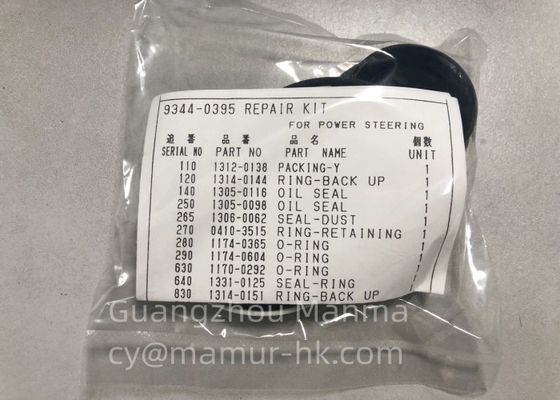 9344-0395 REPAIR KIT
FOR POWER STEERING
追番 品番 品名 個数
SERIAL NO PART NO PART NAME UNIT
110 1312-0138 PACKING-Y 1
120 1314-0144 RING-BACK UP 1
140 1305-0116 OIL SEAL 1
250 1305-0098 OIL SEAL 1
265 1306-0062 SEAL-DUST 1
270 0410-3515 RING-RETAINING 1
280 1174-0365 O-RING 1
290 1174-0604 O-RING 1
630 1170-0292 O-RING 1
640 1331-0125 SEAL-RING 1
830 1314-0151 RING-BACK UP 1
Guangzhou Manma
cy@mamur-hk.com